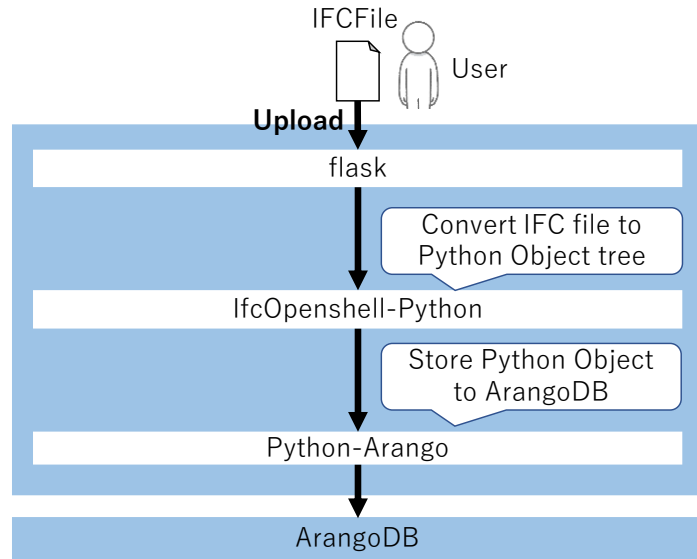 IFCFile
User
Upload
flask
Convert IFC file to
Python Object tree
IfcOpenshell-Python
Store Python Object
to ArangoDB
Python-Arango
ArangoDB